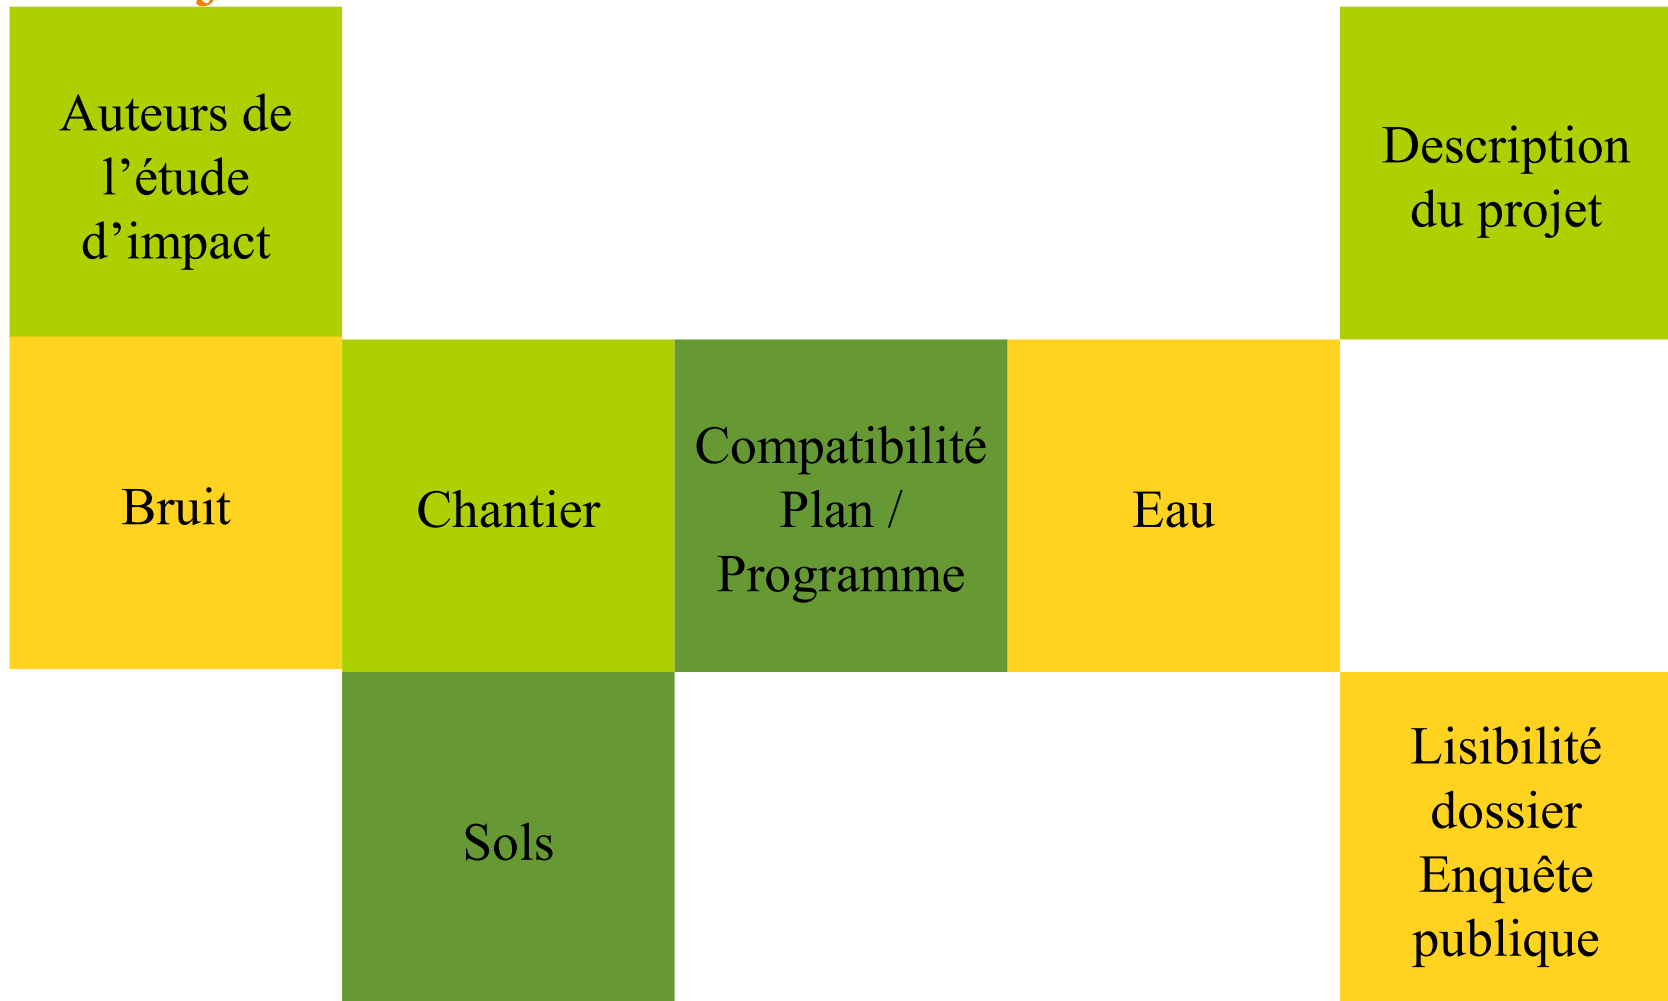 Auteurs de
l’étude
d’impact
Description
du projet
Bruit
Chantier
Compatibilité
Plan /
Programme
Eau
Sols
Lisibilité
dossier
Enquête
publique